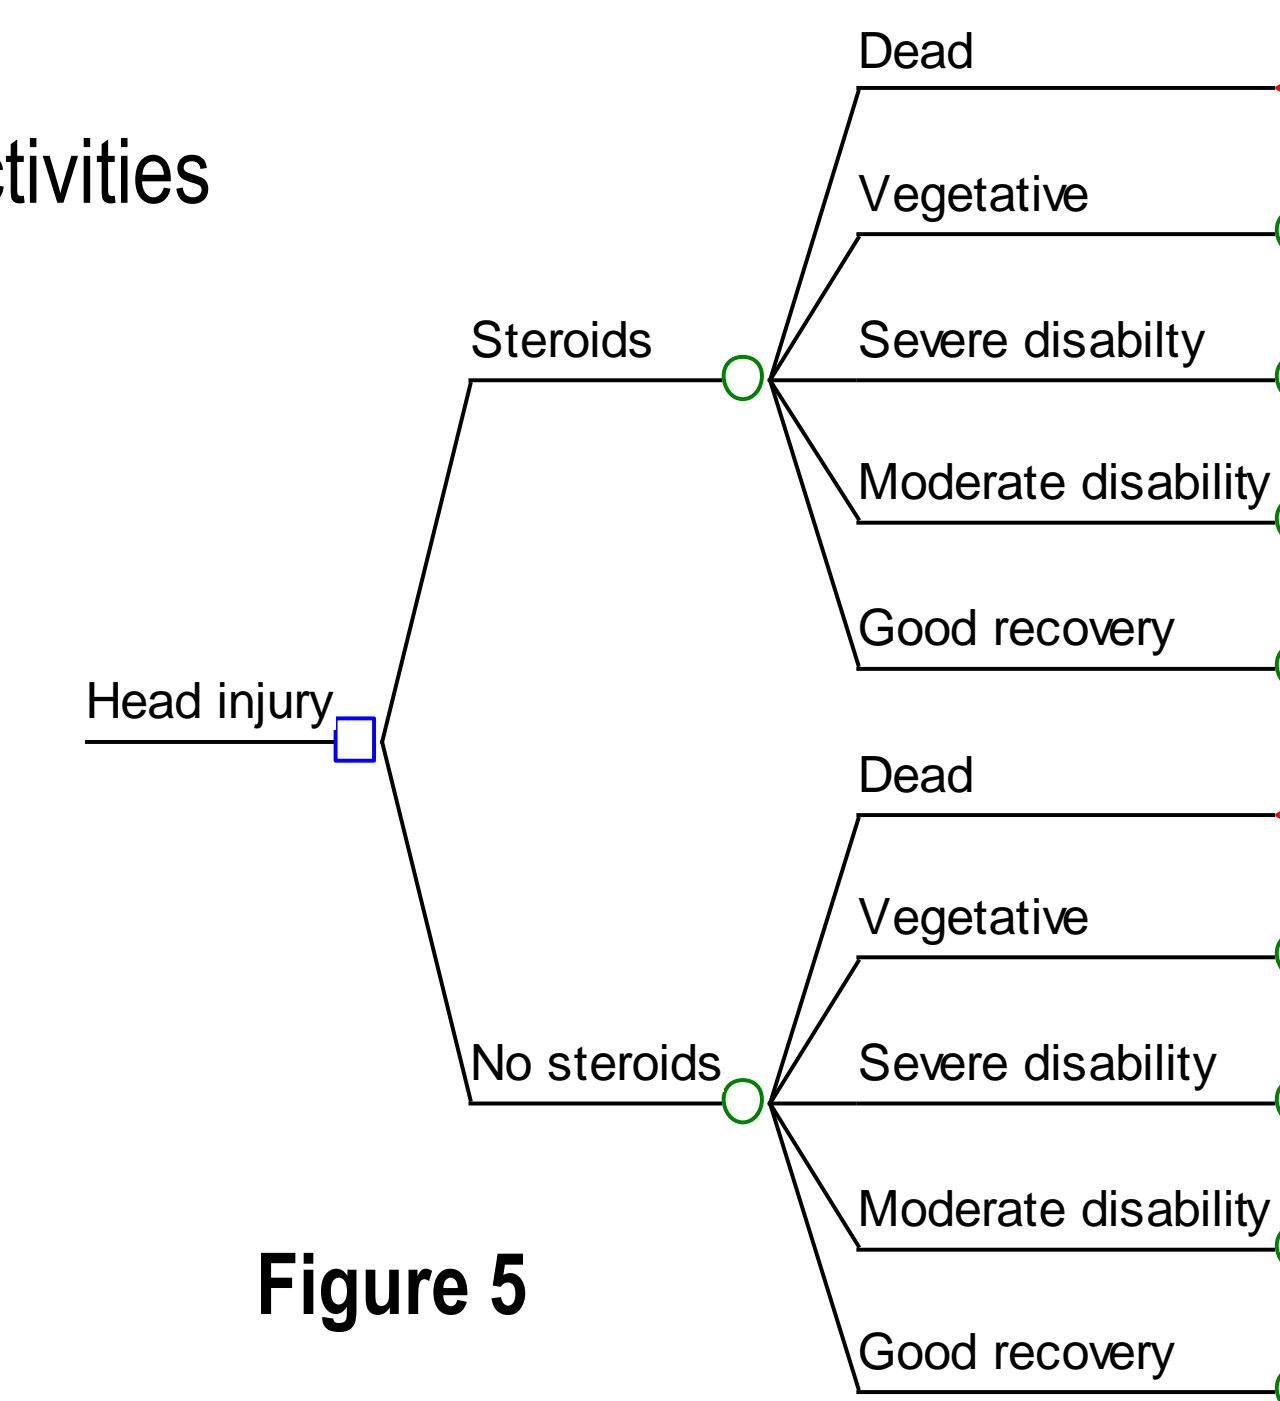 Dead
Vegetative
Steroids
Severe disabilty
Moderate disability
Good recovery
Head injury
Dead
Vegetative
No steroids
Severe disability
Moderate disability
Figure 5
Good recovery